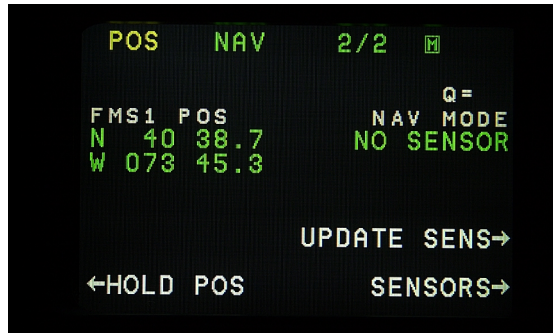 POS NAV 2/2 M
Q=
FMS1 POS NAV MODE
N 40 38.7 NO SENSOR
W 073 45.3
UPDATE SENS→
←HOLD POS SENSORS→